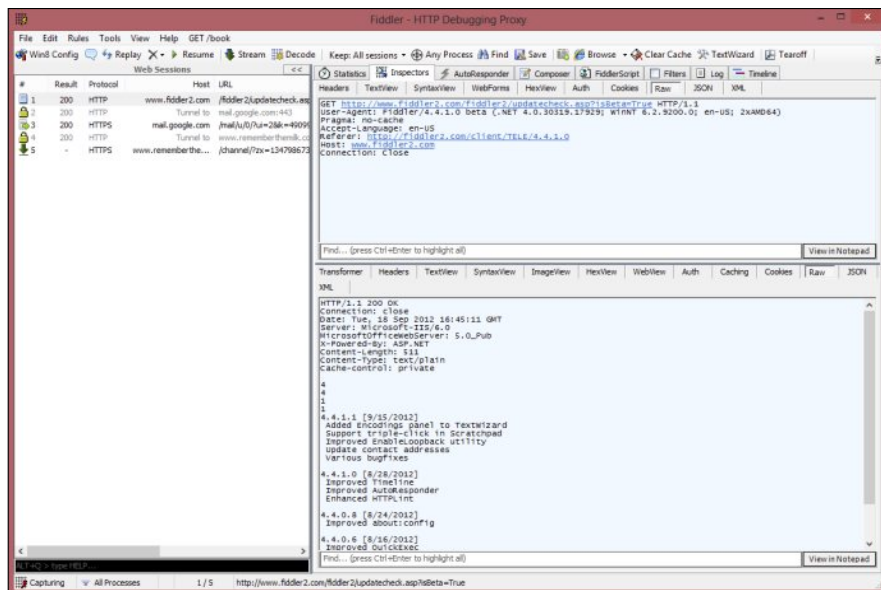 Fiddler - HTTP Debugging Proxy
File Edit Rules Tools View Help GET /book
Win8 Config Replay X Resume Stream Decode Keep: All sessions Any Process Find Save Browse Clear Cache TextWizard Tearoff
Web Sessions <<
# Result Protocol Host URL
1 200 HTTP www.fiddler2.com /fiddler2/updatecheck.asp
2 200 HTTP Tunnel to mail.google.com:443
3 200 HTTPS mail.google.com /mail/u/0/?ui=2&ik=49095
4 200 HTTP Tunnel to www.rememberthemilk.co
5 - HTTPS www.rememberthe... /channel/?zx=134798673
ALT+Q > type HELP...
Statistics Inspectors AutoResponder Composer FiddlerScript Filters Log Timeline
Headers TextView SyntaxView WebForms HexView Auth Cookies Raw JSON XML
GET http://www.fiddler2.com/fiddler2/updatecheck.asp?isBeta=True HTTP/1.1
User-Agent: Fiddler/4.4.1.0 beta (.NET 4.0.30319.17929; WinNT 6.2.9200.0; en-US; 2xAMD64)
Pragma: no-cache
Accept-Language: en-US
Referer: http://fiddler2.com/client/TELE/4.4.1.0
Host: www.fiddler2.com
Connection: Close
Find... (press Ctrl+Enter to highlight all) View in Notepad
Transformer Headers TextView SyntaxView ImageView HexView WebView Auth Caching Cookies Raw JSON
XML
HTTP/1.1 200 OK
Connection: close
Date: Tue, 18 Sep 2012 16:45:11 GMT
Server: Microsoft-IIS/6.0
MicrosoftOfficeWebServer: 5.0_Pub
X-Powered-By: ASP.NET
Content-Length: 511
Content-Type: text/plain
Cache-control: private
4
4
1
1
4.4.1.1 [9/15/2012]
Added Encodings panel to TextWizard
Support triple-click in Scratchpad
Improved EnableLoopback utility
Update contact addresses
Various bugfixes
4.4.1.0 [8/28/2012]
Improved Timeline
Improved AutoResponder
Enhanced HTTPLint
4.4.0.8 [8/24/2012]
Improved about:config
4.4.0.6 [8/16/2012]
Improved QuickExec
Find... (press Ctrl+Enter to highlight all) View in Notepad
Capturing All Processes 1 / 5 http://www.fiddler2.com/fiddler2/updatecheck.asp?isBeta=True